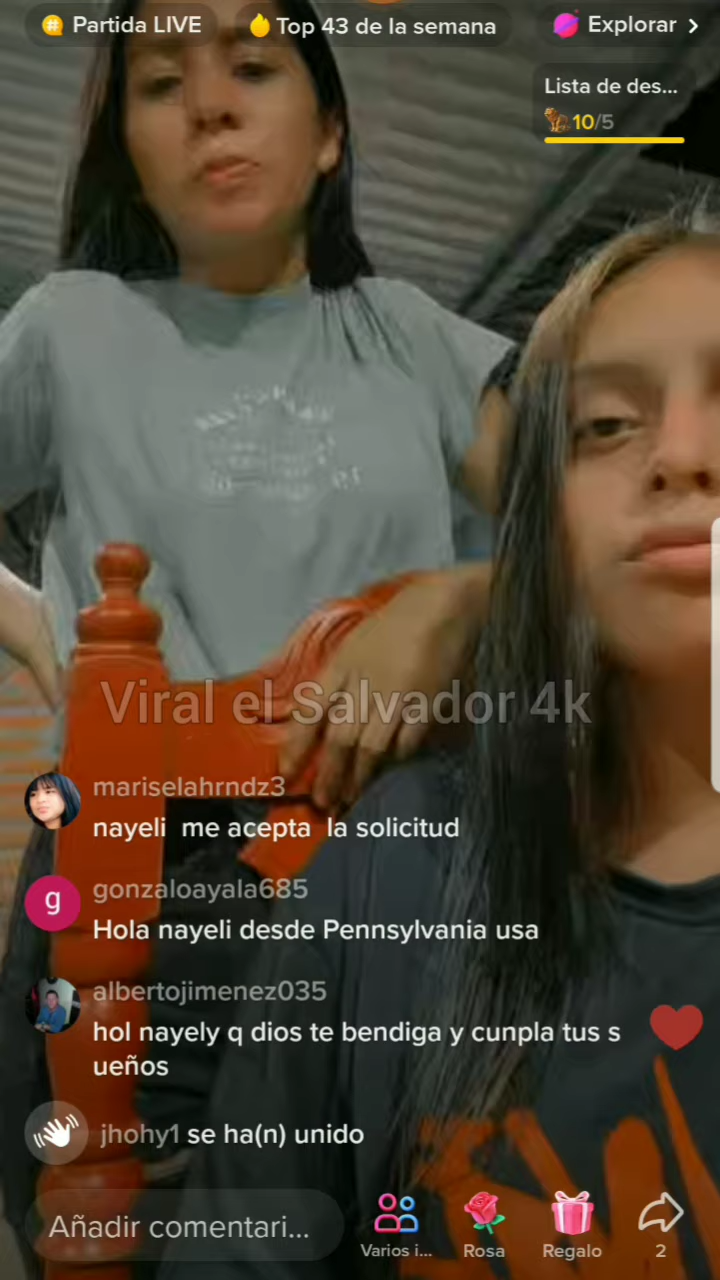 Partida LIVE
Top 43 de la semana
Explorar >
Lista de des...
10/5
Viral el Salvador 4k
mariselahrndz3
nayeli me acepta la solicitud
g
gonzaloayala685
Hola nayeli desde Pennsylvania usa
albertojimenez035
hol nayely q dios te bendiga y cunpla tus s
ueños
jhohy1 se ha(n) unido
Añadir comentari...
Varios i...
Rosa
Regalo
2